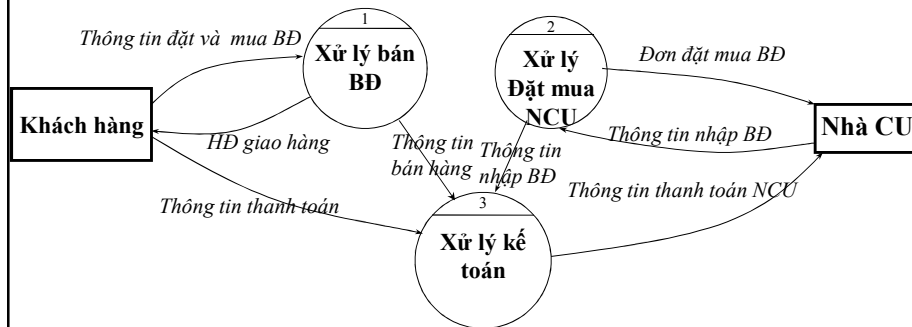 1
2
Thông tin đặt và mua BĐ
Xử lý bán
BĐ
Xử lý
Đặt mua
NCU
Đơn đặt mua BĐ
Khách hàng
HĐ giao hàng
Thông tin
bán hàng
Thông tin
nhập BĐ
Thông tin nhập BĐ
Nhà CU
Thông tin thanh toán
3
Xử lý kế
toán
Thông tin thanh toán NCU